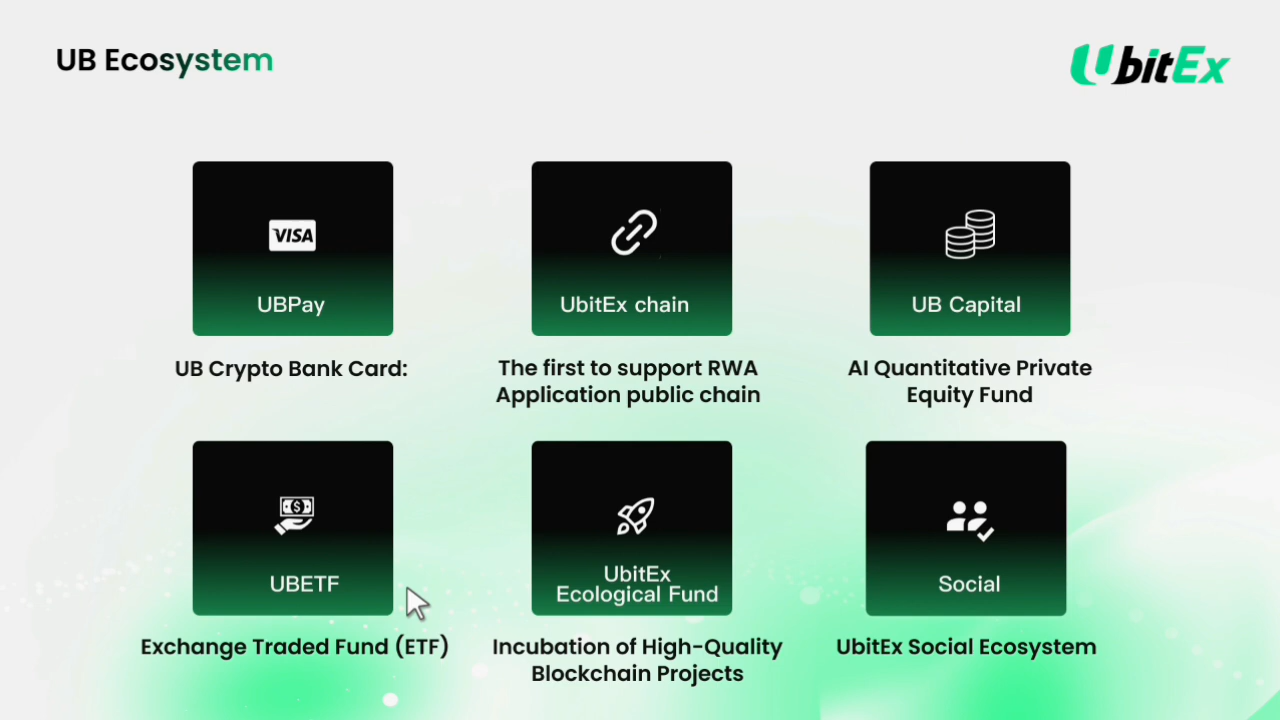 UB Ecosystem
UbitEx
VISA
UBPay
UB Crypto Bank Card:
UbitEx chain
The first to support RWA
Application public chain
UB Capital
AI Quantitative Private
Equity Fund
$
UBETF
Exchange Traded Fund (ETF)
UbitEx
Ecological Fund
Incubation of High-Quality
Blockchain Projects
Social
UbitEx Social Ecosystem